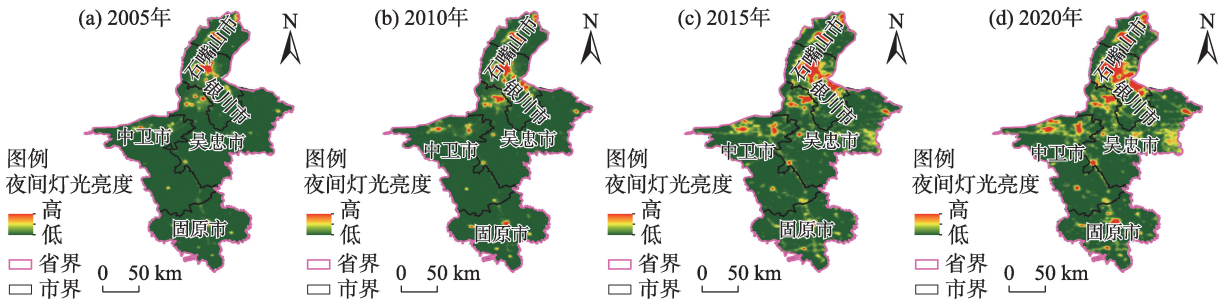 (a) 2005年
N
石嘴山市
银川市
中卫市
吴忠市
固原市
图例
夜间灯光亮度
高
低
省界
市界
0 50 km
(b) 2010年
N
石嘴山市
银川市
中卫市
吴忠市
固原市
图例
夜间灯光亮度
高
低
省界
市界
0 50 km
(c) 2015年
N
石嘴山市
银川市
中卫市
吴忠市
固原市
图例
夜间灯光亮度
高
低
省界
市界
0 50 km
(d) 2020年
N
石嘴山市
银川市
中卫市
吴忠市
固原市
图例
夜间灯光亮度
高
低
省界
市界
0 50 km